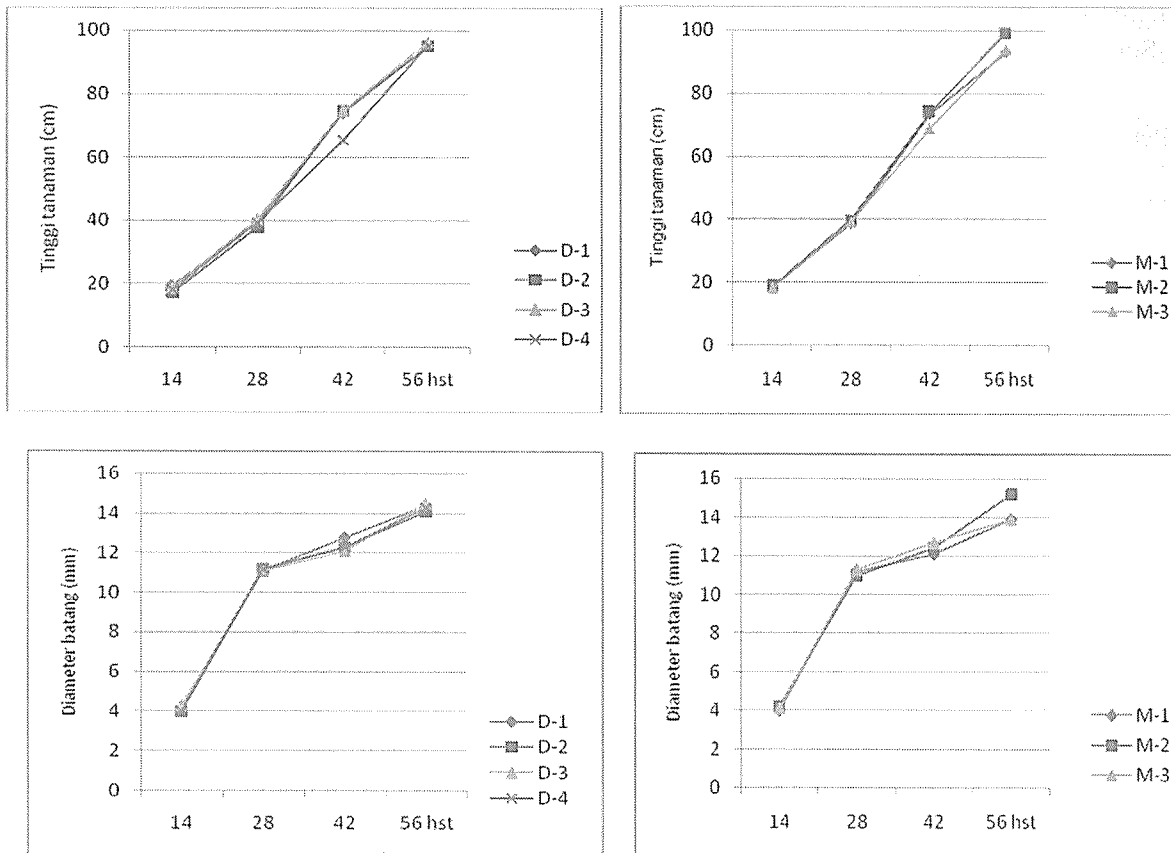 Tinggi tanaman (cm)
100
80
60
40
20
0
14 28 42 56 hst
D-1
D-2
D-3
D-4
Tinggi tanaman (cm)
100
80
60
40
20
0
14 28 42 56 hst
M-1
M-2
M-3
Diameter batang (mm)
16
14
12
10
8
6
4
2
0
14 28 42 56 hst
D-1
D-2
D-3
D-4
Diameter batang (mm)
16
14
12
10
8
6
4
2
0
14 28 42 56 hst
M-1
M-2
M-3